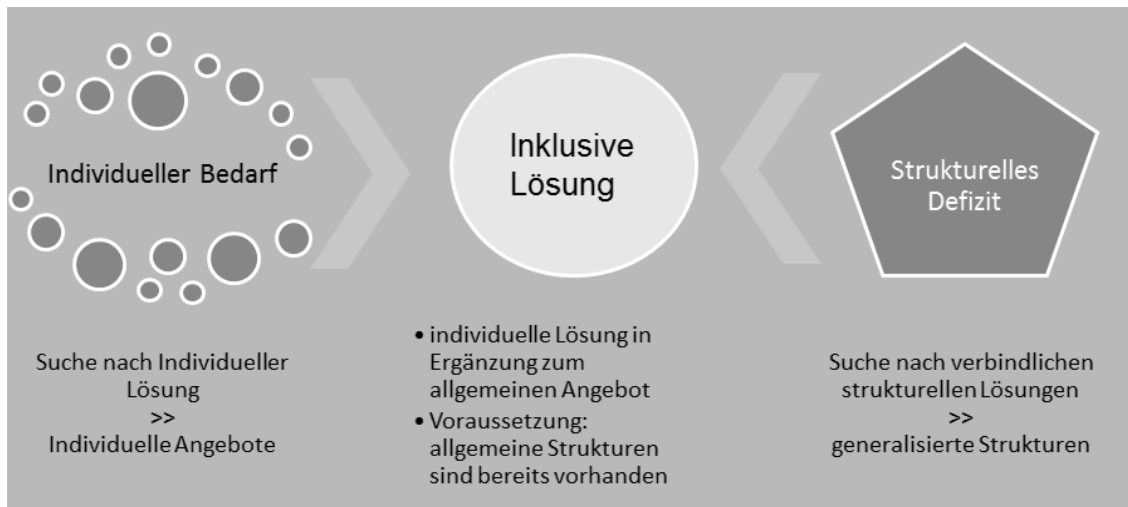 Individueller Bedarf
Inklusive
Lösung
Strukturelles
Defizit
Suche nach Individueller
Lösung
>>
Individuelle Angebote
• individuelle Lösung in
Ergänzung zum
allgemeinen Angebot
• Voraussetzung:
allgemeine Strukturen
sind bereits vorhanden
Suche nach verbindlichen
strukturellen Lösungen
>>
generalisierte Strukturen